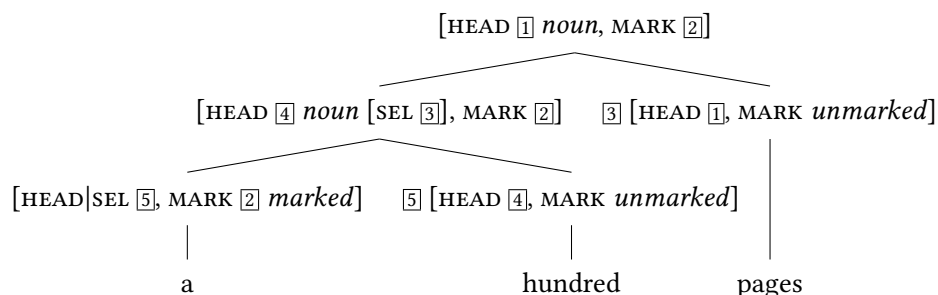 [HEAD 1 noun, MARK 2]
[HEAD 4 noun [SEL 3], MARK 2] 3 [HEAD 1, MARK unmarked]
[HEAD|SEL 5, MARK 2 marked] 5 [HEAD 4, MARK unmarked]
a hundred pages